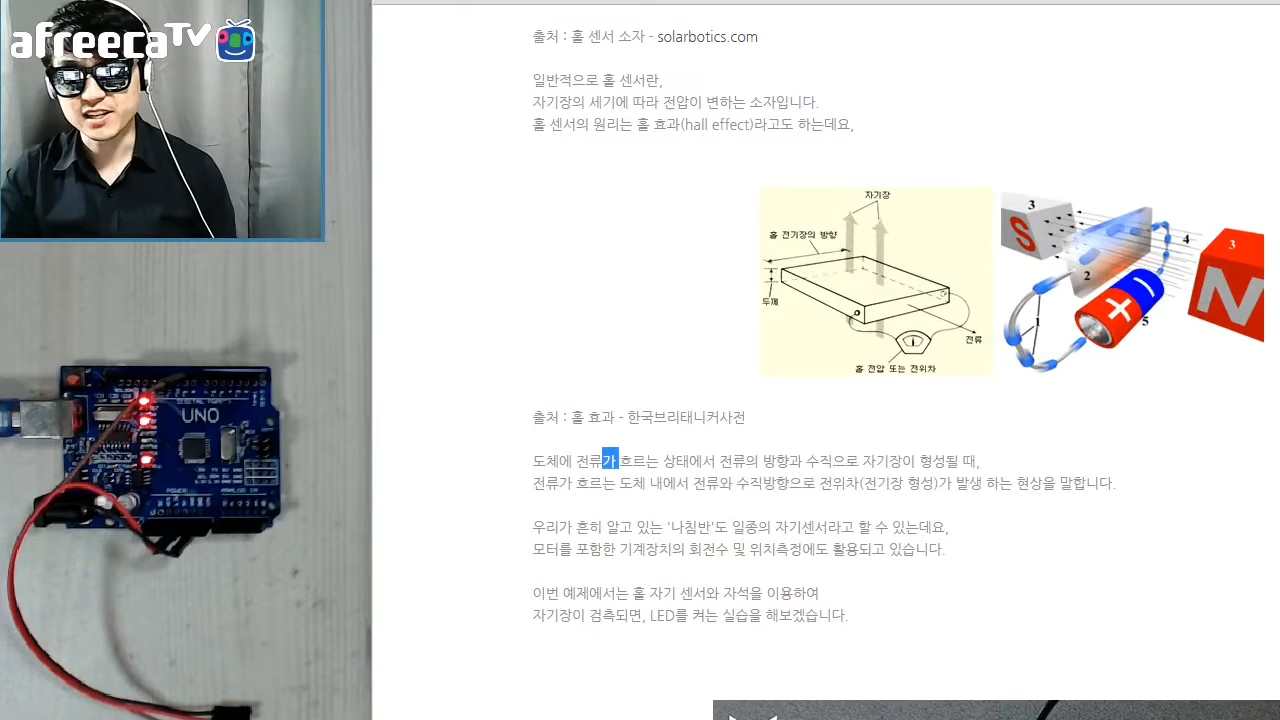 afreecaTV
출처 : 홀 센서 소자 - solarbotics.com
일반적으로 홀 센서란,
자기장의 세기에 따라 전압이 변하는 소자입니다.
홀 센서의 원리는 홀 효과(hall effect)라고도 하는데요,
자기장
홀 전기장의 방향
두께
전류
홀 전압 또는 전위차
3
S
4
3
2
N
1
5
출처 : 홀 효과 - 한국브리태니커사전
도체에 전류가 흐르는 상태에서 전류의 방향과 수직으로 자기장이 형성될 때,
전류가 흐르는 도체 내에서 전류와 수직방향으로 전위차(전기장 형성)가 발생 하는 현상을 말합니다.
우리가 흔히 알고 있는 '나침반'도 일종의 자기센서라고 할 수 있는데요,
모터를 포함한 기계장치의 회전수 및 위치측정에도 활용되고 있습니다.
이번 예제에서는 홀 자기 센서와 자석을 이용하여
자기장이 검측되면, LED를 켜는 실습을 해보겠습니다.
UNO